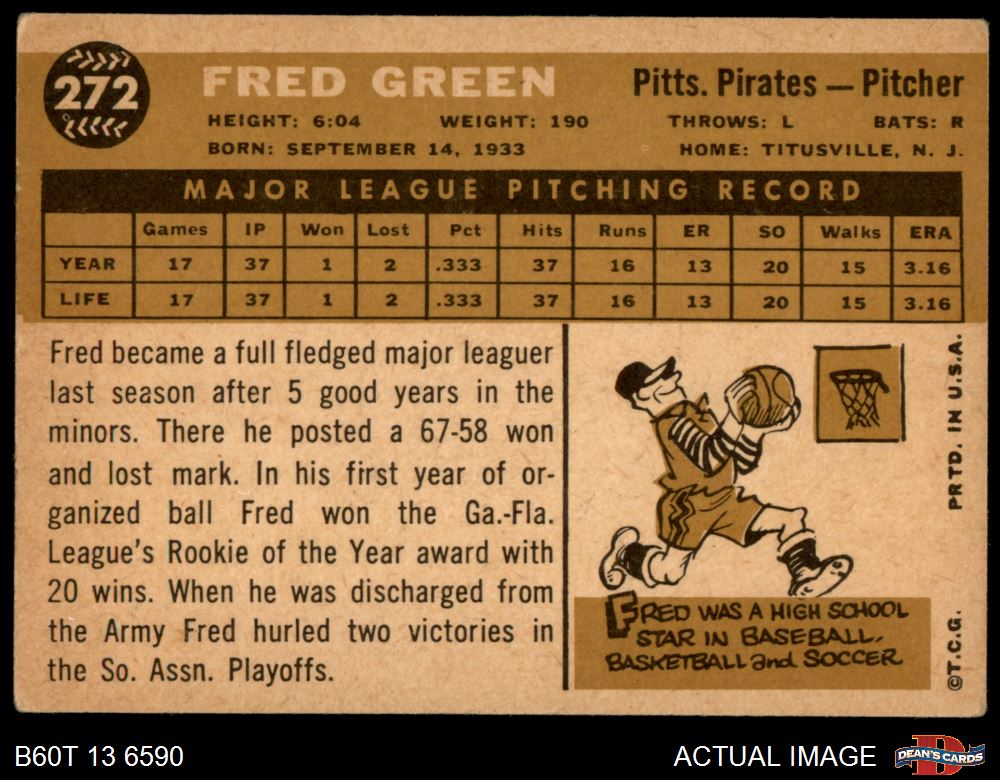 272
FRED GREEN
Pitts. Pirates — Pitcher
HEIGHT: 6:04 WEIGHT: 190 THROWS: L BATS: R
BORN: SEPTEMBER 14, 1933 HOME: TITUSVILLE, N. J.
MAJOR LEAGUE PITCHING RECORD
Games IP Won Lost Pct Hits Runs ER SO Walks ERA
YEAR 17 37 1 2 .333 37 16 13 20 15 3.16
LIFE 17 37 1 2 .333 37 16 13 20 15 3.16
Fred became a full fledged major leaguer
last season after 5 good years in the
minors. There he posted a 67-58 won
and lost mark. In his first year of or-
ganized ball Fred won the Ga.-Fla.
League's Rookie of the Year award with
20 wins. When he was discharged from
the Army Fred hurled two victories in
the So. Assn. Playoffs.
FRED WAS A HIGH SCHOOL
STAR IN BASEBALL,
BASKETBALL and SOCCER
©T.C.G. PRTD. IN U.S.A.
B60T 13 6590
ACTUAL IMAGE
D
DEAN'S CARDS